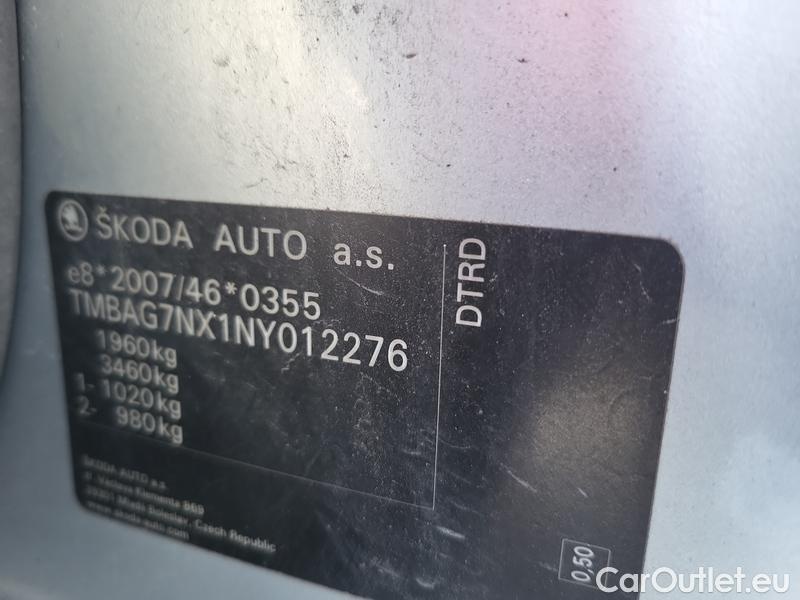 ŠKODA AUTO a.s.
e8*2007/46*0355
TMBAG7NX1NY012276
1960kg
3460kg
1- 1020kg
2- 980kg
DTRD
ŠKODA AUTO a.s.
tř. Václava Klementa 869
29301 Mladá Boleslav, Czech Republic
www.skoda-auto.com
0,50
CarOutlet.eu